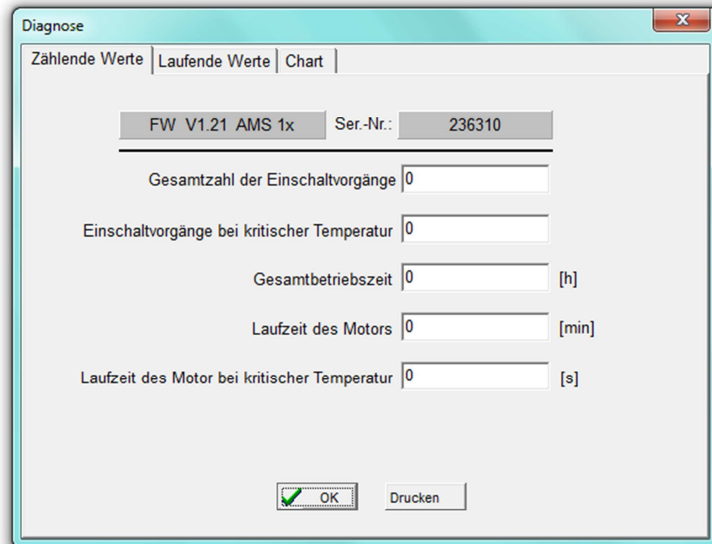 Diagnose
Zählende Werte Laufende Werte Chart
FW V1.21 AMS 1x Ser.-Nr.: 236310
Gesamtzahl der Einschaltvorgänge 0
Einschaltvorgänge bei kritischer Temperatur 0
Gesamtbetriebszeit 0 [h]
Laufzeit des Motors 0 [min]
Laufzeit des Motor bei kritischer Temperatur 0 [s]
OK Drucken